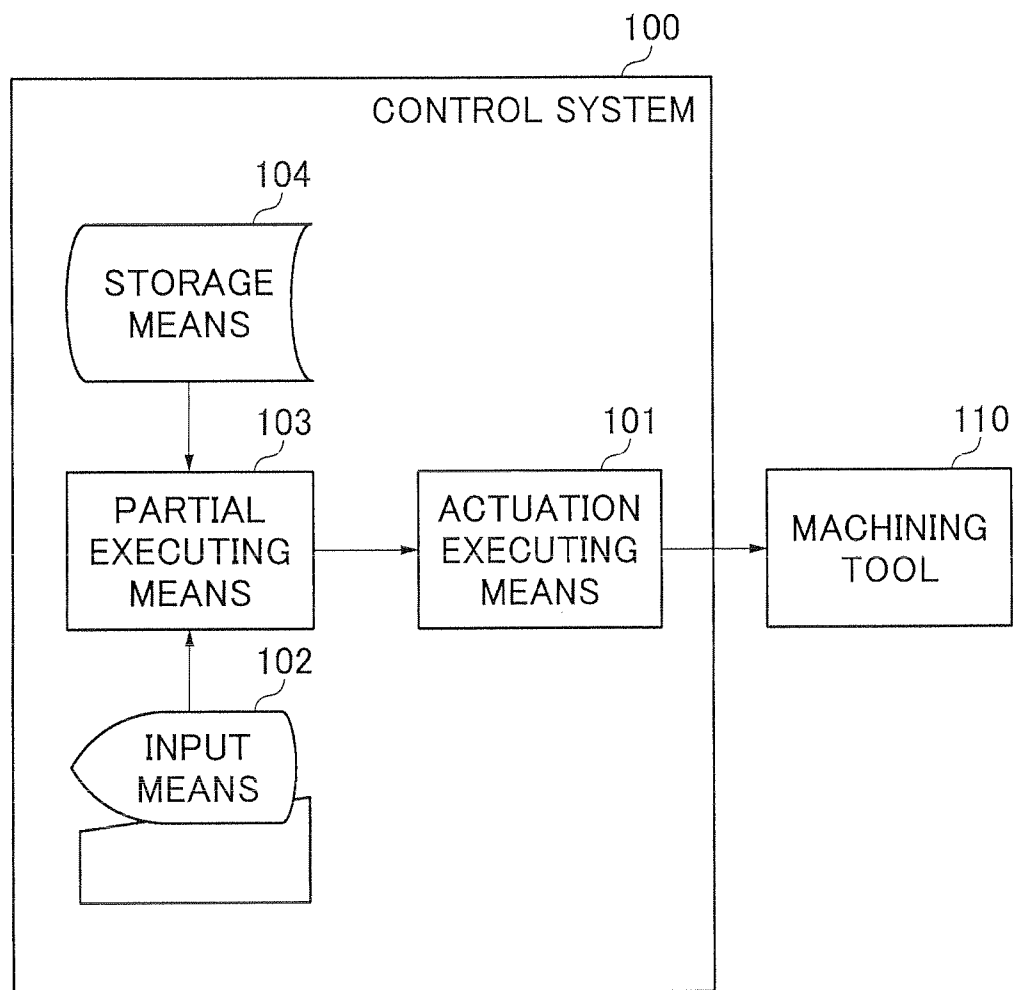 100
CONTROL SYSTEM
104
STORAGE
MEANS
103
PARTIAL
EXECUTING
MEANS
101
ACTUATION
EXECUTING
MEANS
110
MACHINING
TOOL
102
INPUT
MEANS